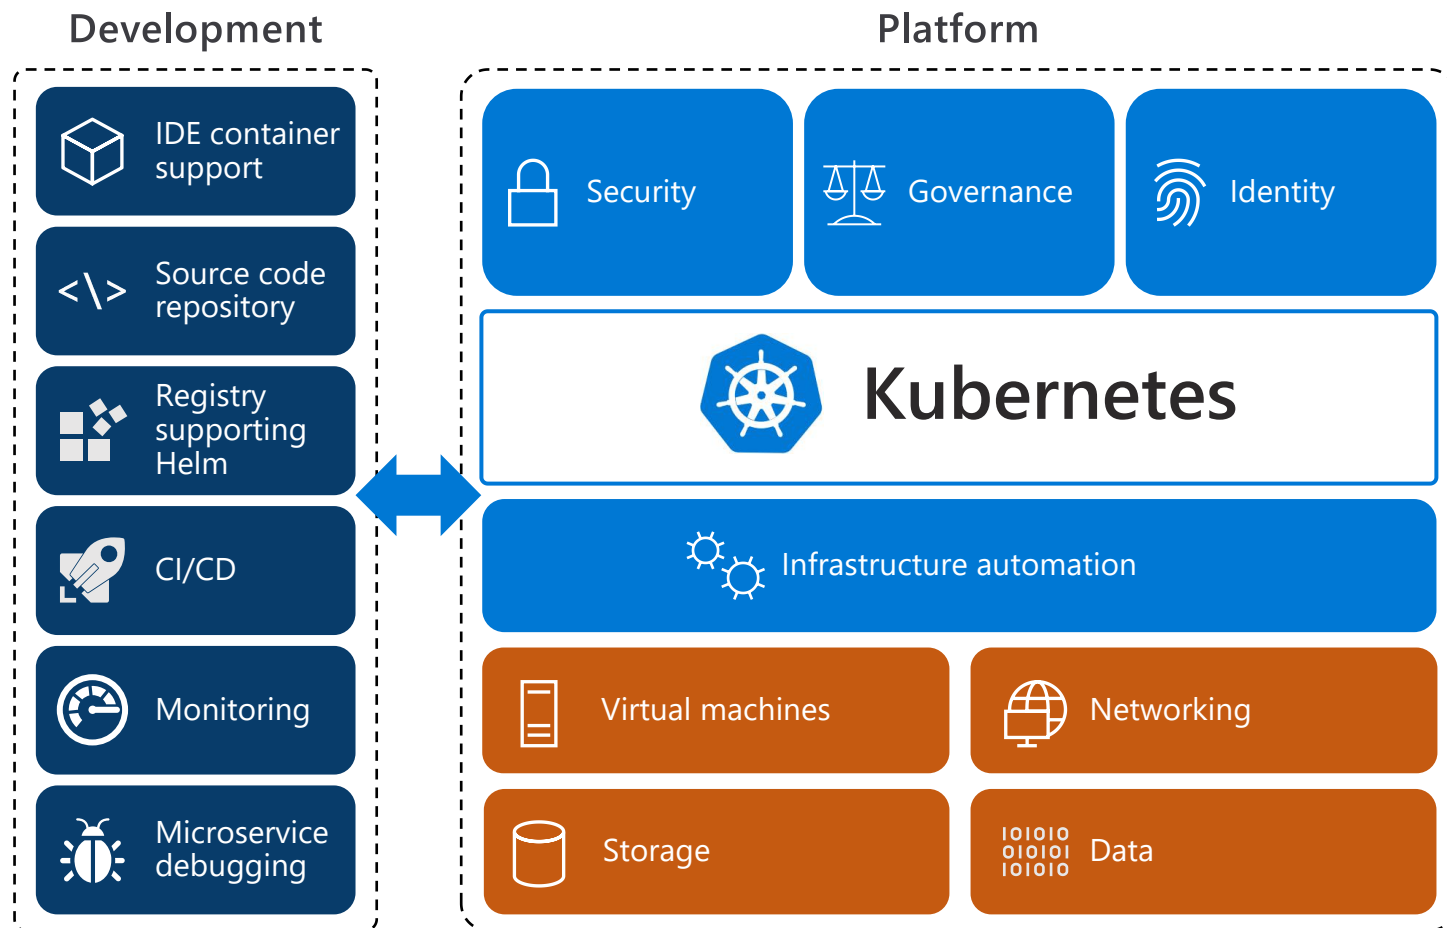 Development
IDE container
support
<\>
Source code
repository
Registry
supporting
Helm
CI/CD
Monitoring
Microservice
debugging
Platform
Security
Governance
Identity
Kubernetes
Infrastructure automation
Virtual machines
Networking
Storage
101010
010101
101010
Data